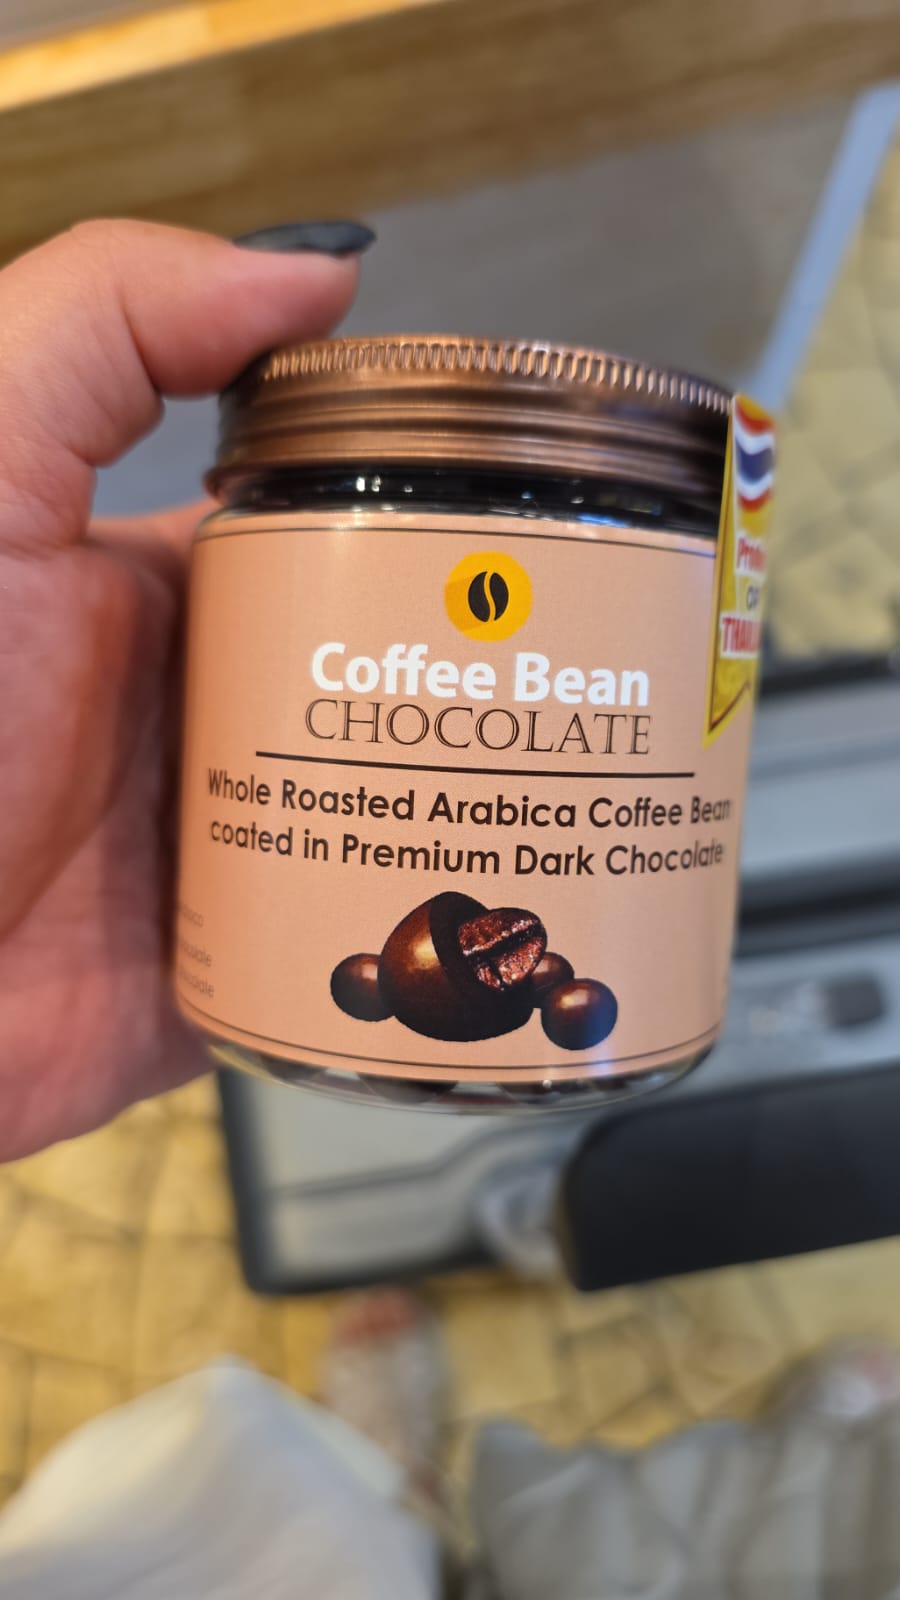 Coffee Bean
CHOCOLATE
Whole Roasted Arabica Coffee Bean
coated in Premium Dark Chocolate